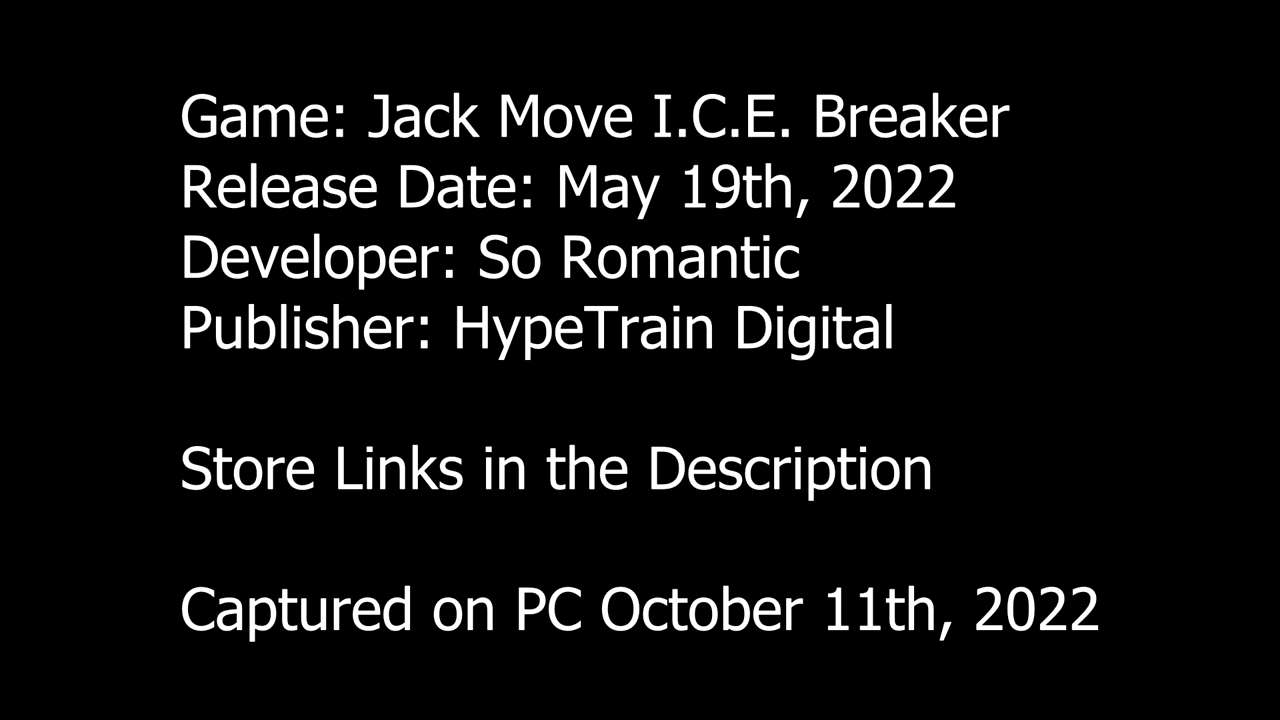 Game: Jack Move I.C.E. Breaker
Release Date: May 19th, 2022
Developer: So Romantic
Publisher: HypeTrain Digital
Store Links in the Description
Captured on PC October 11th, 2022